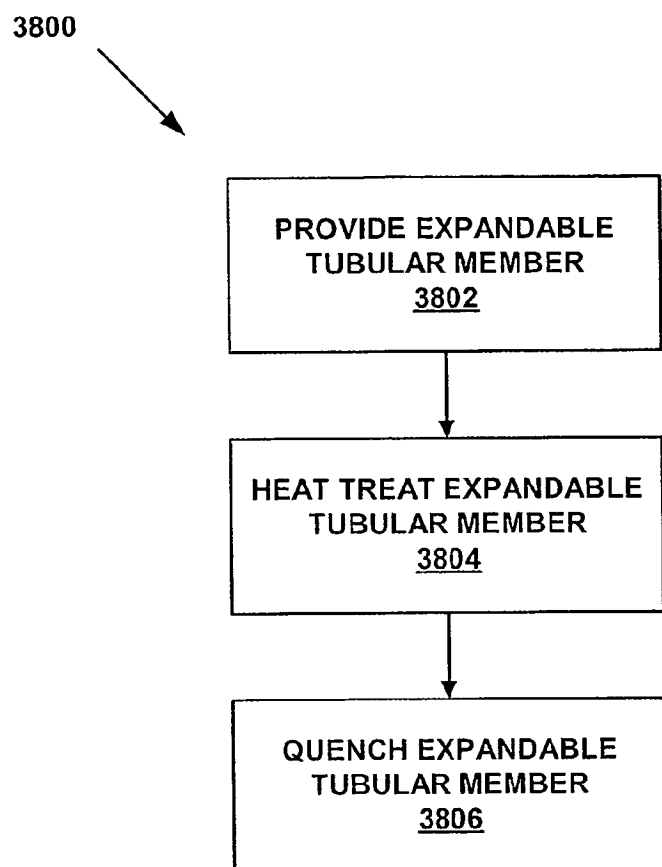 3800
PROVIDE EXPANDABLE
TUBULAR MEMBER
3802
HEAT TREAT EXPANDABLE
TUBULAR MEMBER
3804
QUENCH EXPANDABLE
TUBULAR MEMBER
3806